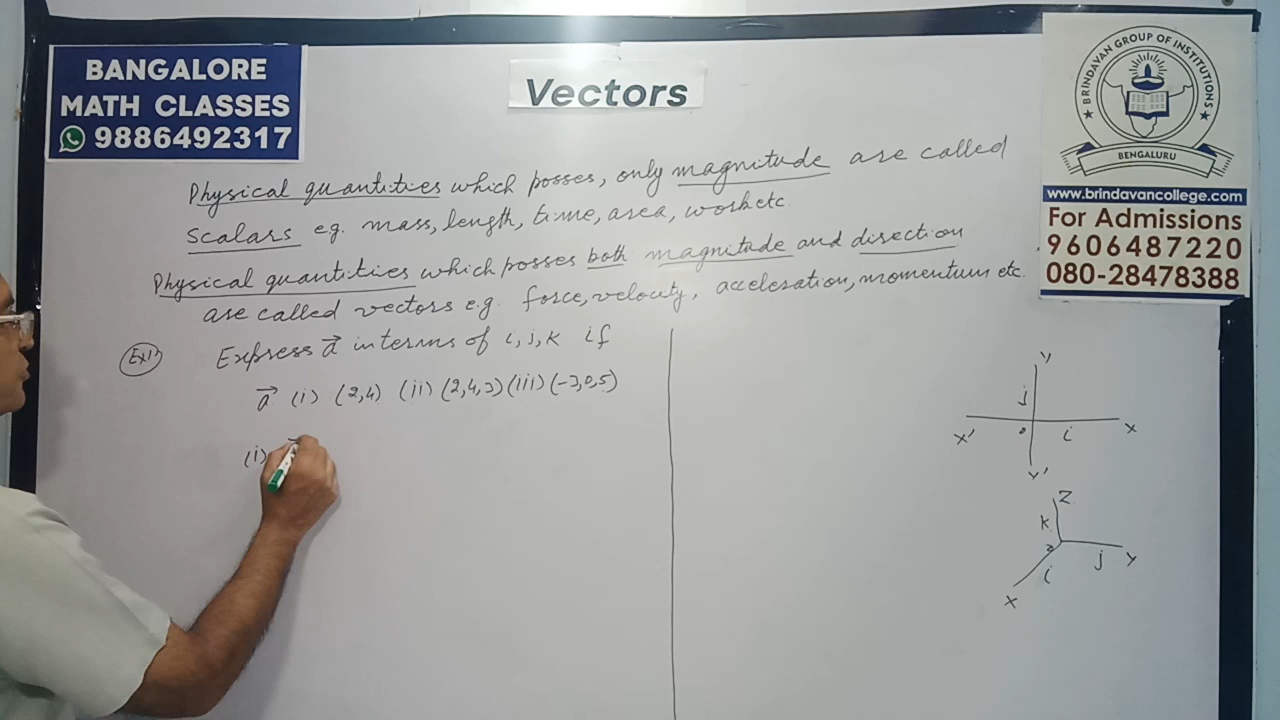 BANGALORE
MATH CLASSES
9886492317
Vectors
BRINDAVAN GROUP OF INSTITUTIONS
BENGALURU
www.brindavancollege.com
For Admissions
9606487220
080-28478388
Physical quantities which posses, only magnitude are called
scalars eg. mass, length, time, area, work etc.
Physical quantities which posses both magnitude and direction
are called vectors e.g. force, velocity, acceleration, momentum etc.
Ex1) Express a⃗ in terms of i, j, k if
a⃗ (i) (2,4) (ii) (2,4,3) (iii) (-3,0,5)
(i)
Y
j
X' o i X
Y'
Z
k
o j Y
i
X